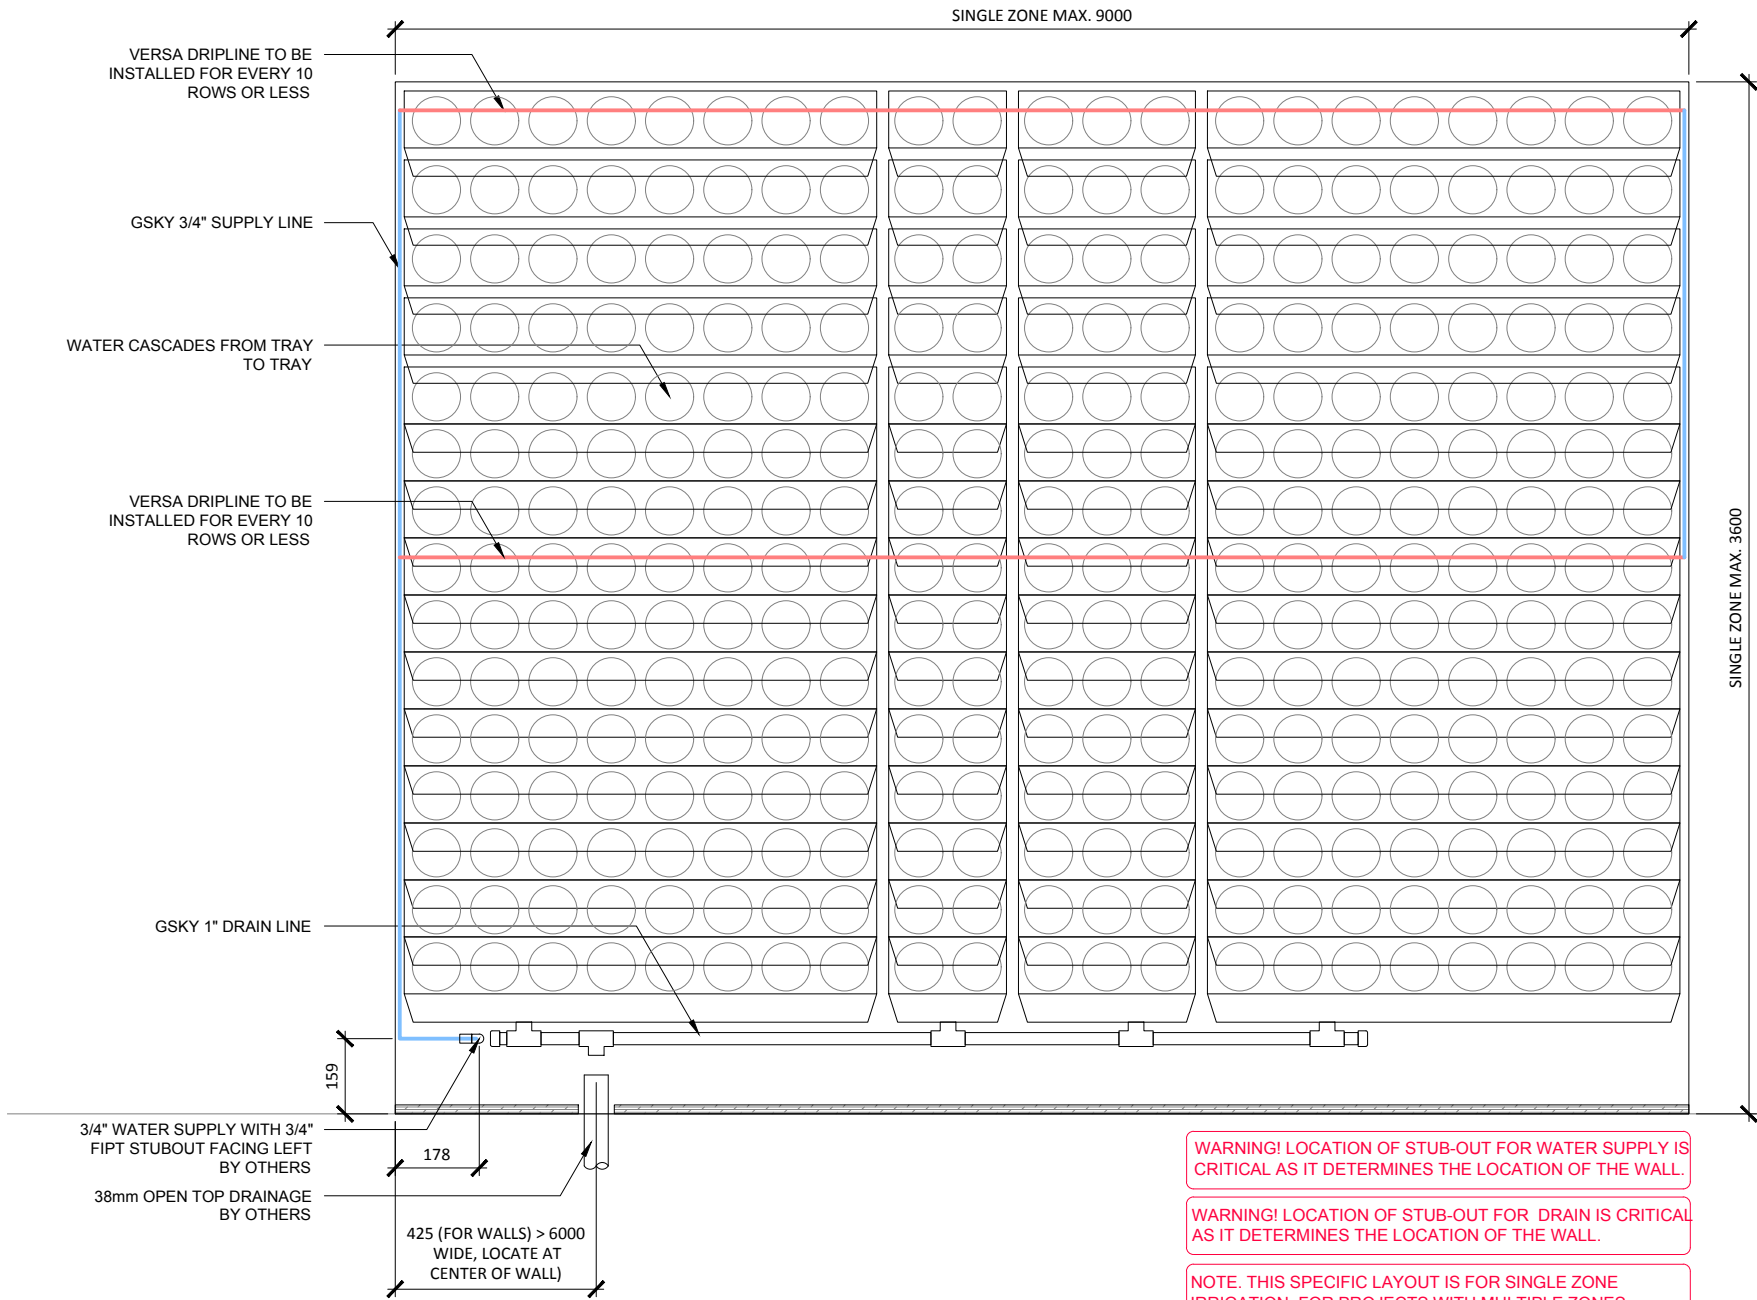 SINGLE ZONE MAX. 9000
VERSA DRIPLINE TO BE
INSTALLED FOR EVERY 10
ROWS OR LESS
GSKY 3/4" SUPPLY LINE
WATER CASCADES FROM TRAY
TO TRAY
VERSA DRIPLINE TO BE
INSTALLED FOR EVERY 10
ROWS OR LESS
SINGLE ZONE MAX. 3600
GSKY 1" DRAIN LINE
159
3/4" WATER SUPPLY WITH 3/4"
FIPT STUBOUT FACING LEFT
BY OTHERS
178
38mm OPEN TOP DRAINAGE
BY OTHERS
425 (FOR WALLS) > 6000
WIDE, LOCATE AT
CENTER OF WALL)
WARNING! LOCATION OF STUB-OUT FOR WATER SUPPLY IS
CRITICAL AS IT DETERMINES THE LOCATION OF THE WALL.
WARNING! LOCATION OF STUB-OUT FOR DRAIN IS CRITICAL
AS IT DETERMINES THE LOCATION OF THE WALL.
NOTE. THIS SPECIFIC LAYOUT IS FOR SINGLE ZONE
IRRIGATION. FOR PROJECTS WITH MULTIPLE ZONES